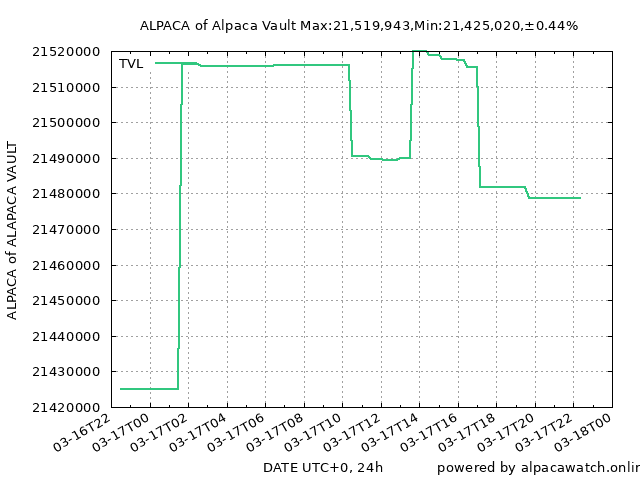 ALPACA of Alpaca Vault Max:21,519,943,Min:21,425,020,±0.44%
21520000
TVL
21510000
21500000
21490000
21480000
21470000
21460000
21450000
21440000
21430000
21420000
ALPACA of ALAPACA VAULT
03-16T22
03-17T00
03-17T02
03-17T04
03-17T06
03-17T08
03-17T10
03-17T12
03-17T14
03-17T16
03-17T18
03-17T20
03-17T22
03-18T00
DATE UTC+0, 24h
powered by alpacawatch.onlin